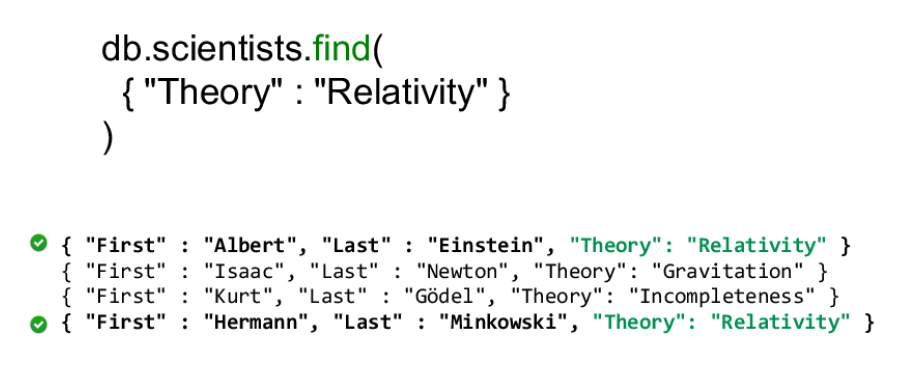 db.scientists.find(
{ "Theory" : "Relativity" }
)
{ "First" : "Albert", "Last" : "Einstein", "Theory": "Relativity" }
{ "First" : "Isaac", "Last" : "Newton", "Theory": "Gravitation" }
{ "First" : "Kurt", "Last" : "Gödel", "Theory": "Incompleteness" }
{ "First" : "Hermann", "Last" : "Minkowski", "Theory": "Relativity" }